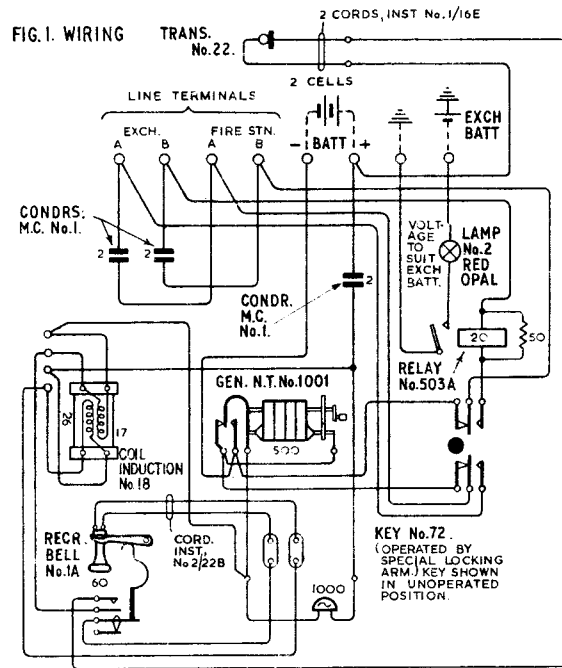 FIG. 1. WIRING
TRANS.
No. 22.
2 CORDS, INST No. 1/16E
2 CELLS
LINE TERMINALS
EXCH.
FIRE STN.
A
B
A
B
- BATT +
EXCH
BATT
CONDRS.
M.C. No. 1.
2
2
CONDR.
M.C.
No. 1.
2
VOLT-
AGE
TO
SUIT
EXCH
BATT.
LAMP
No. 2
RED
OPAL
20
50
RELAY
No. 503A
GEN. N.T. No. 1001
500
26
17
COIL
INDUCTION
No. 18
RECR.
BELL
No. 1A
60
CORD.
INST,
No 2/22B
1000
KEY No. 72.
(OPERATED BY
SPECIAL LOCKING
ARM.) KEY SHOWN
IN UNOPERATED
POSITION.